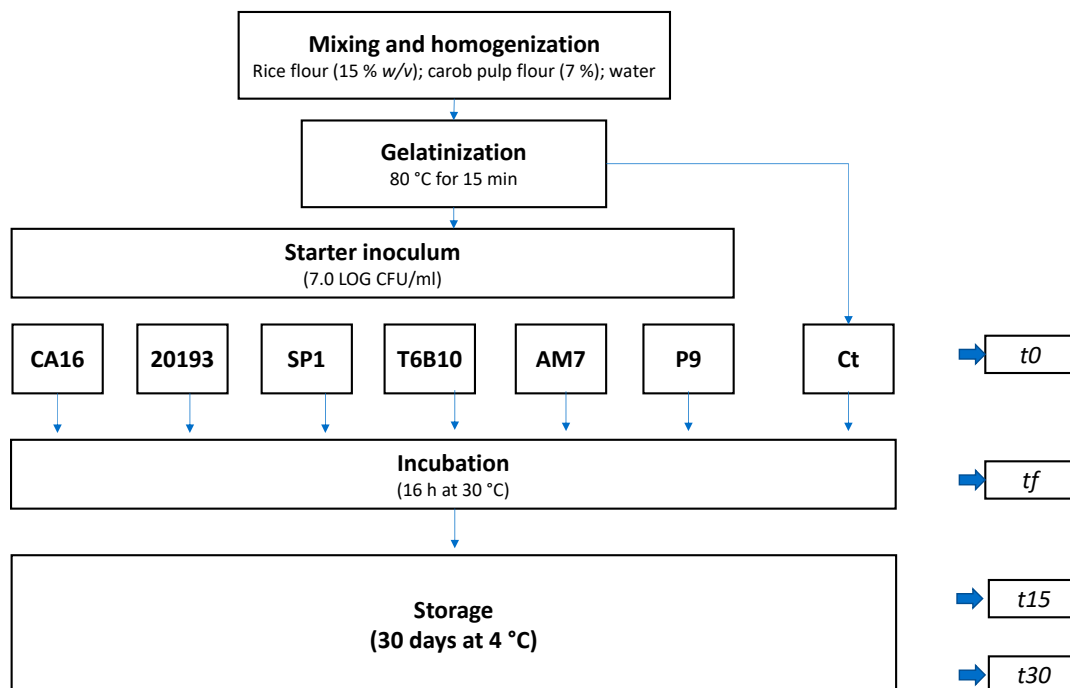 Mixing and homogenization
Rice flour (15 % w/v); carob pulp flour (7 %); water
Gelatinization
80 °C for 15 min
Starter inoculum
(7.0 LOG CFU/ml)
CA16
20193
SP1
T6B10
AM7
P9
Ct
t0
Incubation
(16 h at 30 °C)
tf
Storage
(30 days at 4 °C)
t15
t30